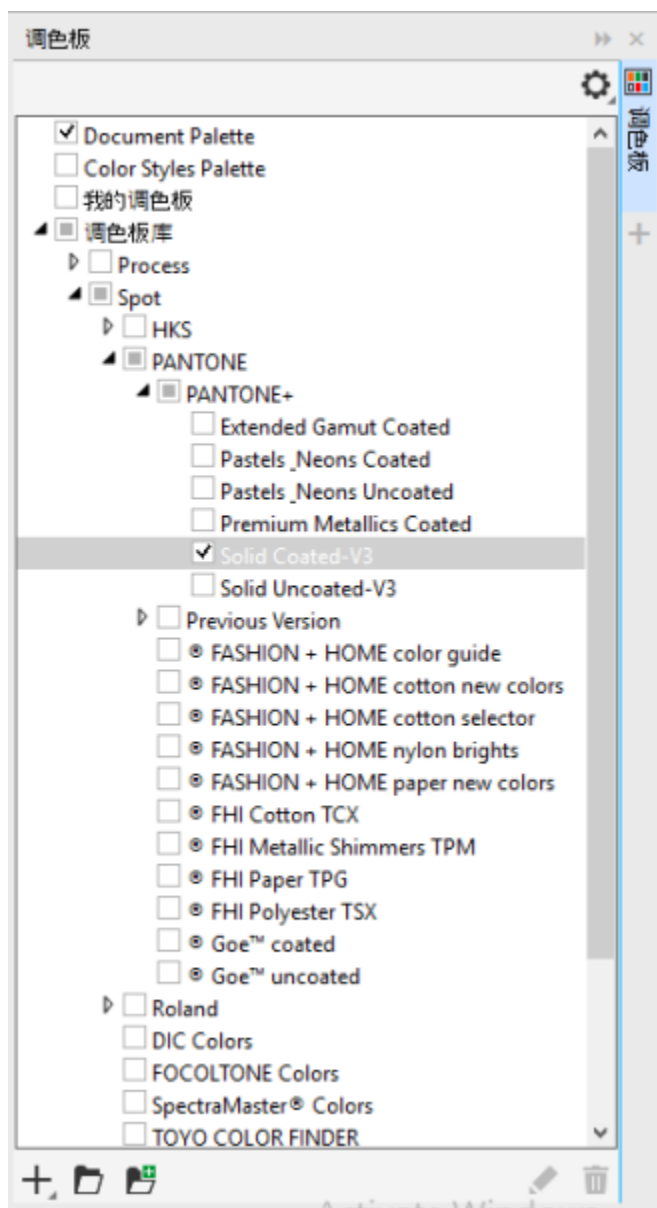 调色板
调色板
Document Palette
Color Styles Palette
我的调色板
调色板库
Process
Spot
HKS
PANTONE
PANTONE+
Extended Gamut Coated
Pastels _Neons Coated
Pastels _Neons Uncoated
Premium Metallics Coated
Solid Coated-V3
Solid Uncoated-V3
Previous Version
® FASHION + HOME color guide
® FASHION + HOME cotton new colors
® FASHION + HOME cotton selector
® FASHION + HOME nylon brights
® FASHION + HOME paper new colors
® FHI Cotton TCX
® FHI Metallic Shimmers TPM
® FHI Paper TPG
® FHI Polyester TSX
® Goe™ coated
® Goe™ uncoated
Roland
DIC Colors
FOCOLTONE Colors
SpectraMaster® Colors
TOYO COLOR FINDER